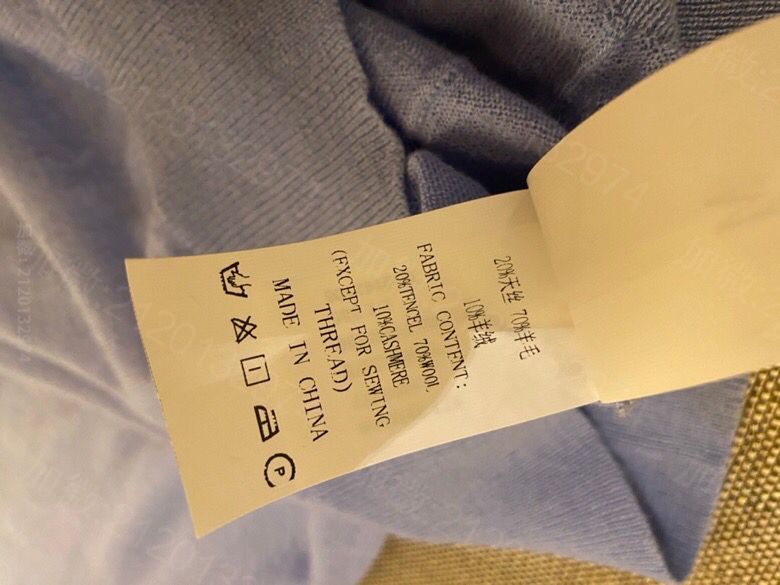 20%天丝 70%羊毛
10%羊绒
FABRIC CONTENT:
20%TENCEL 70%WOOL
10%CASHMERE
(EXCEPT FOR SEWING
THREAD)
MADE IN CHINA
P